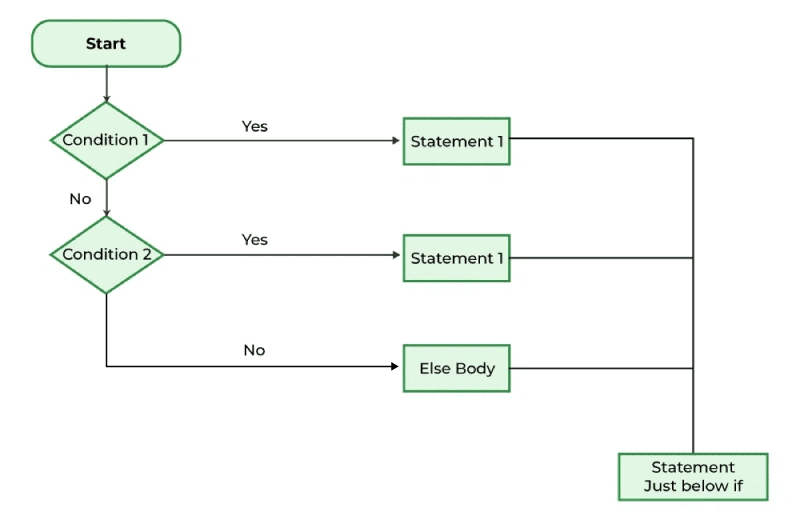 Start
Condition 1
Yes
Statement 1
No
Condition 2
Yes
Statement 1
No
Else Body
Statement
Just below if